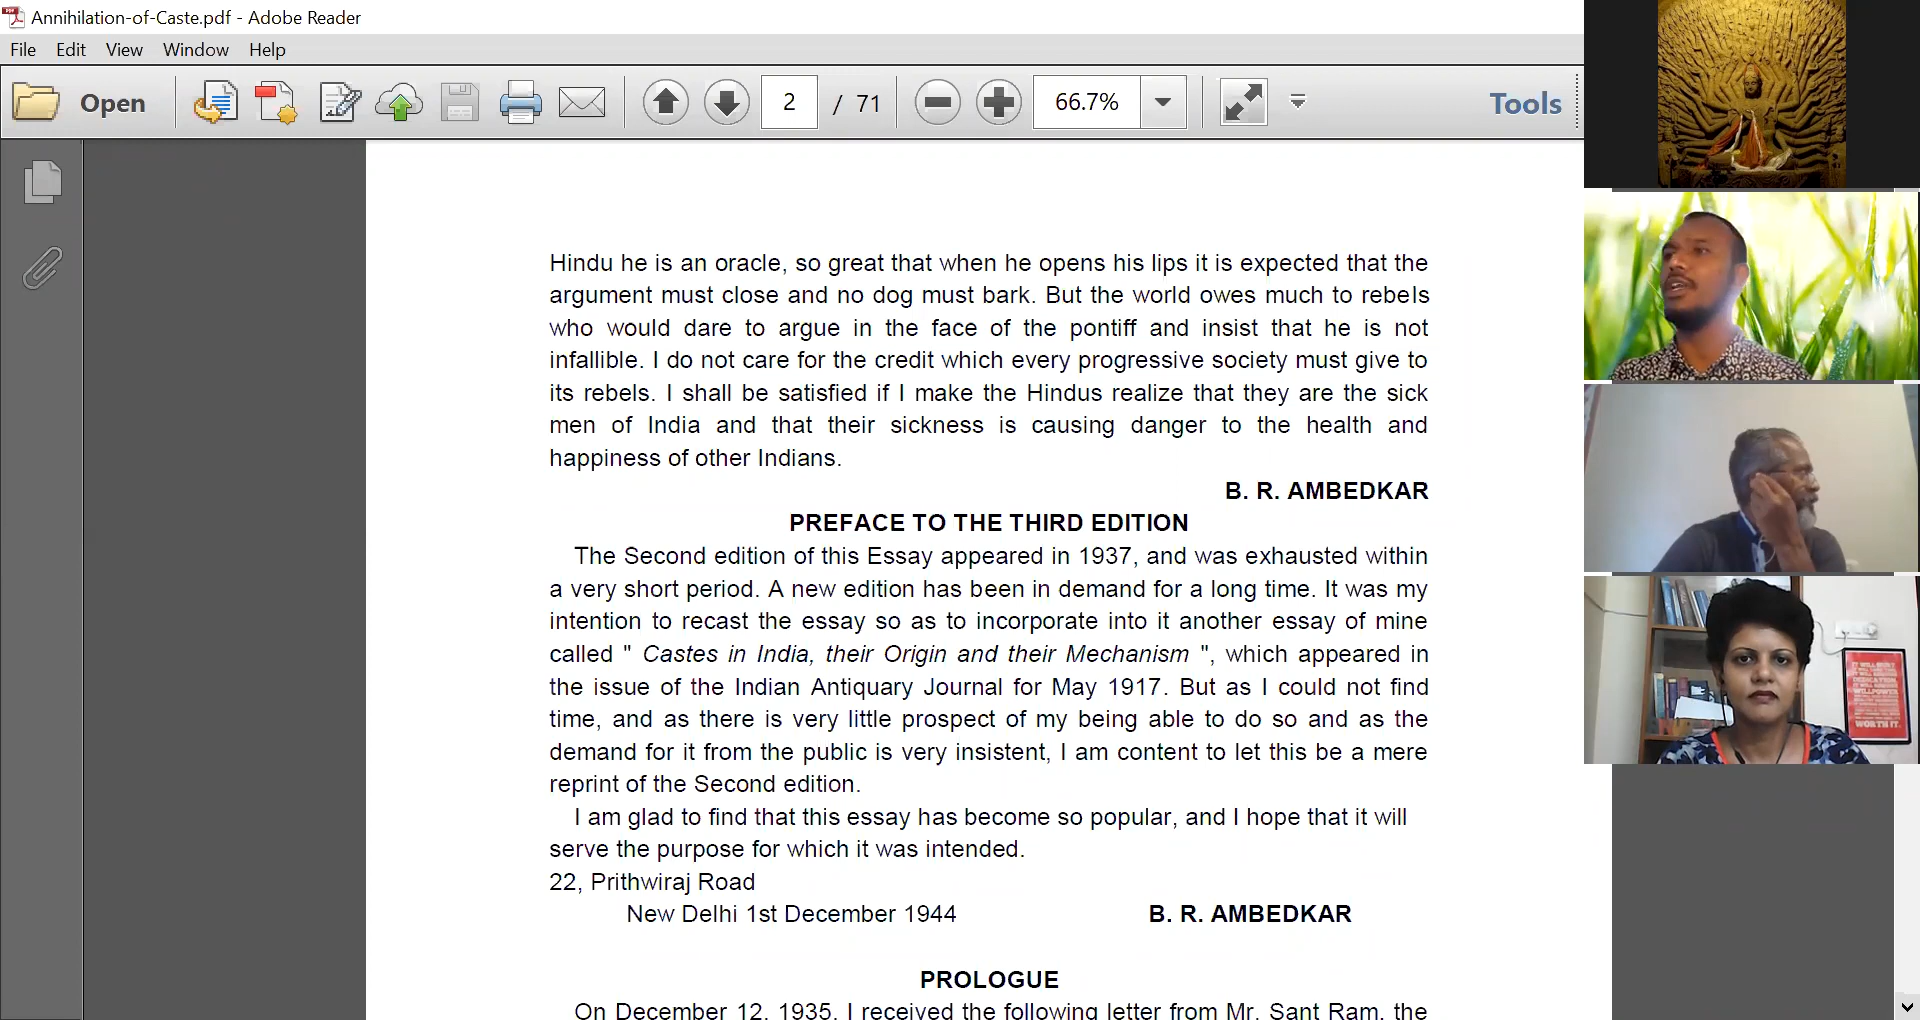 Annihilation-of-Caste.pdf - Adobe Reader
File Edit View Window Help
Open 2 / 71 66.7% Tools
Hindu he is an oracle, so great that when he opens his lips it is expected that the
argument must close and no dog must bark. But the world owes much to rebels
who would dare to argue in the face of the pontiff and insist that he is not
infallible. I do not care for the credit which every progressive society must give to
its rebels. I shall be satisfied if I make the Hindus realize that they are the sick
men of India and that their sickness is causing danger to the health and
happiness of other Indians.
B. R. AMBEDKAR
PREFACE TO THE THIRD EDITION
The Second edition of this Essay appeared in 1937, and was exhausted within
a very short period. A new edition has been in demand for a long time. It was my
intention to recast the essay so as to incorporate into it another essay of mine
called " Castes in India, their Origin and their Mechanism ", which appeared in
the issue of the Indian Antiquary Journal for May 1917. But as I could not find
time, and as there is very little prospect of my being able to do so and as the
demand for it from the public is very insistent, I am content to let this be a mere
reprint of the Second edition.
I am glad to find that this essay has become so popular, and I hope that it will
serve the purpose for which it was intended.
22, Prithwiraj Road
New Delhi 1st December 1944 B. R. AMBEDKAR
PROLOGUE
On December 12, 1935, I received the following letter from Mr. Sant Ram, the
DEDICATION
WILLPOWER
WORTH IT.